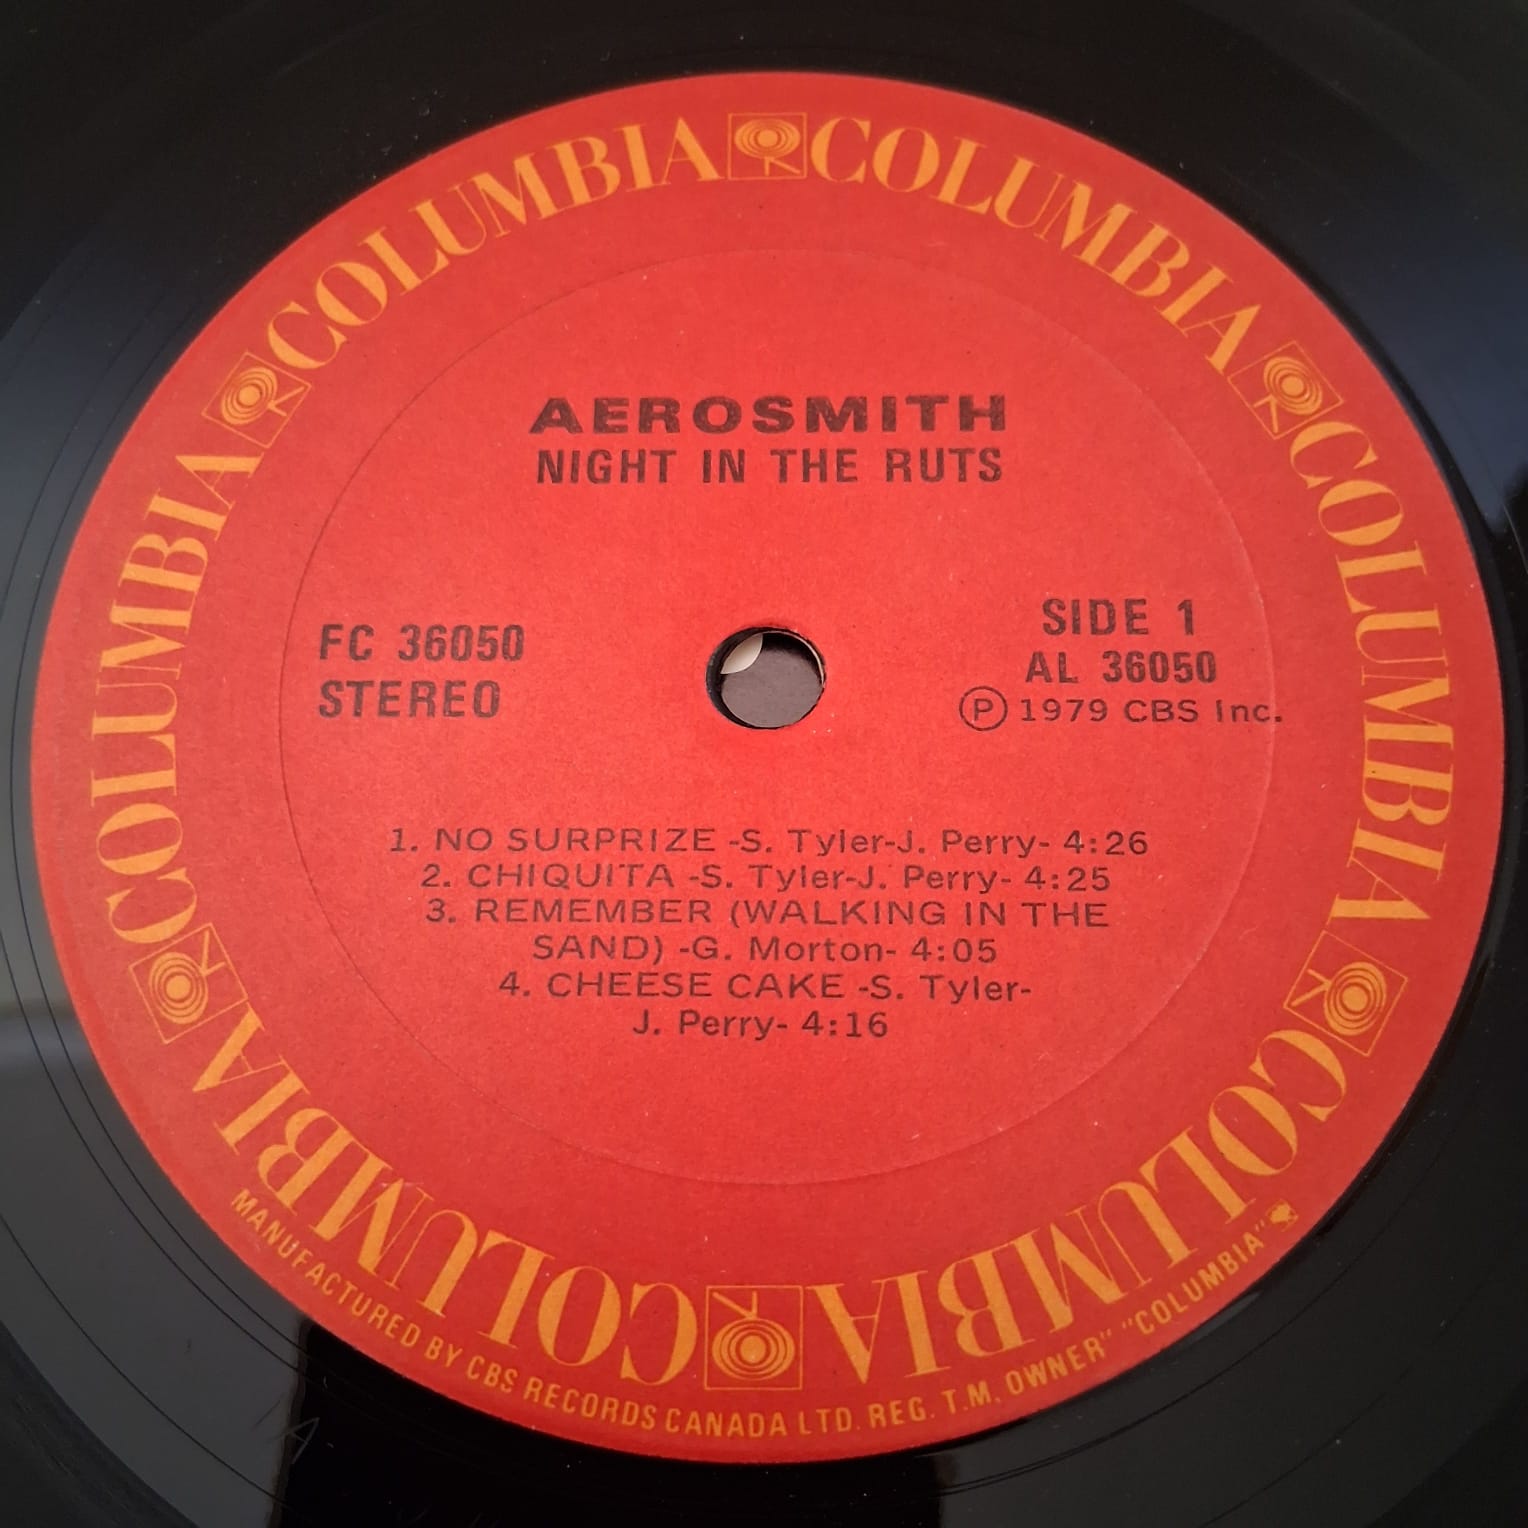 COLUMBIA COLUMBIA COLUMBIA COLUMBIA COLUMBIA COLUMBIA
AEROSMITH
NIGHT IN THE RUTS
FC 36050
STEREO
SIDE 1
AL 36050
Ⓟ 1979 CBS Inc.
1. NO SURPRIZE -S. Tyler-J. Perry- 4:26
2. CHIQUITA -S. Tyler-J. Perry- 4:25
3. REMEMBER (WALKING IN THE
SAND) -G. Morton- 4:05
4. CHEESE CAKE -S. Tyler-
J. Perry- 4:16
MANUFACTURED BY CBS RECORDS CANADA LTD. REG. T.M. OWNER" "COLUMBIA"
A